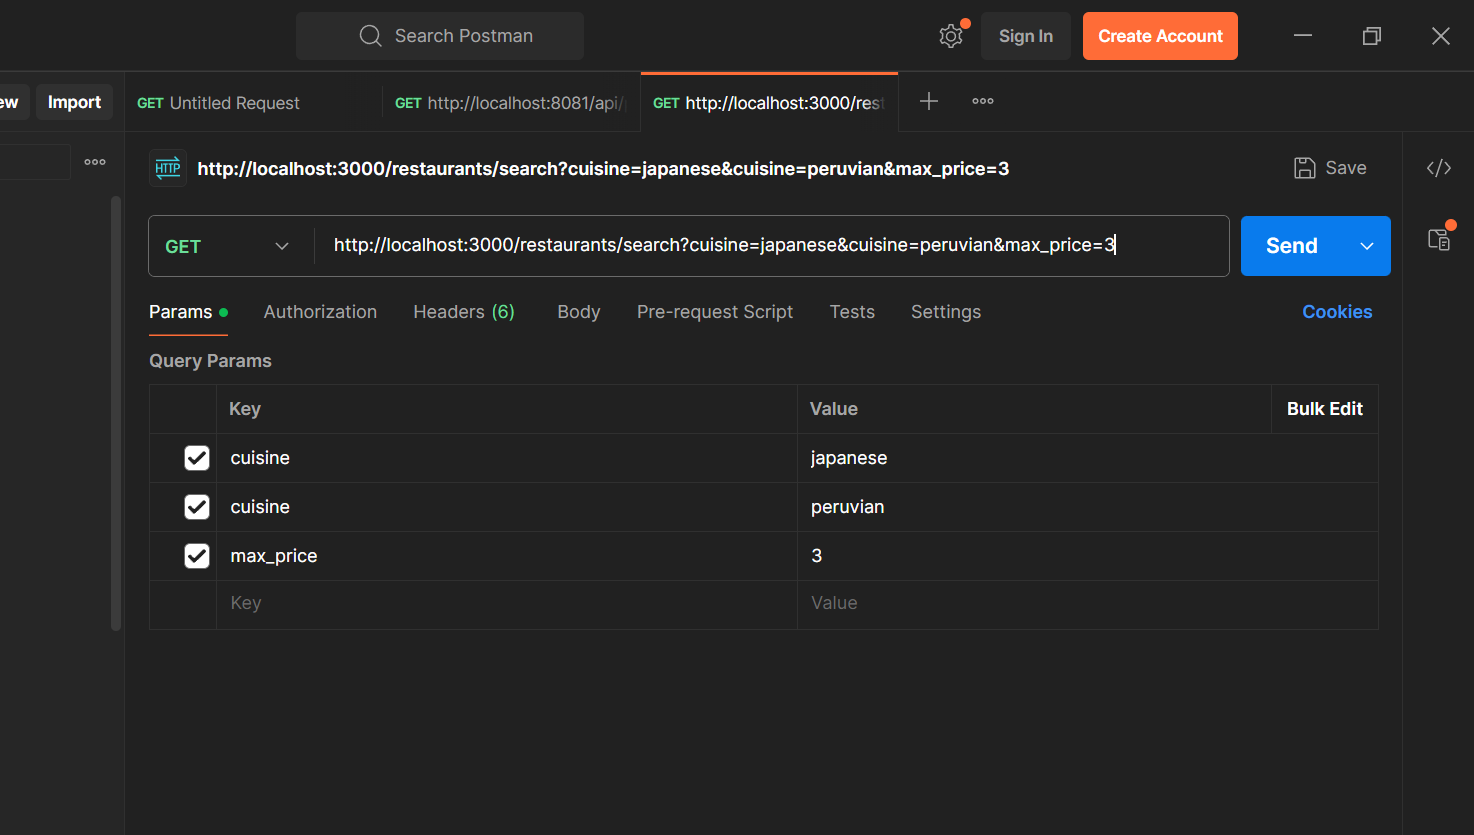 Search Postman
Sign In
Create Account
ew
Import
GET Untitled Request
GET http://localhost:8081/api/
GET http://localhost:3000/rest
HTTP
http://localhost:3000/restaurants/search?cuisine=japanese&cuisine=peruvian&max_price=3
Save
GET
http://localhost:3000/restaurants/search?cuisine=japanese&cuisine=peruvian&max_price=3
Send
Params
Authorization
Headers (6)
Body
Pre-request Script
Tests
Settings
Cookies
Query Params
Key
Value
Bulk Edit
cuisine
japanese
cuisine
peruvian
max_price
3
Key
Value